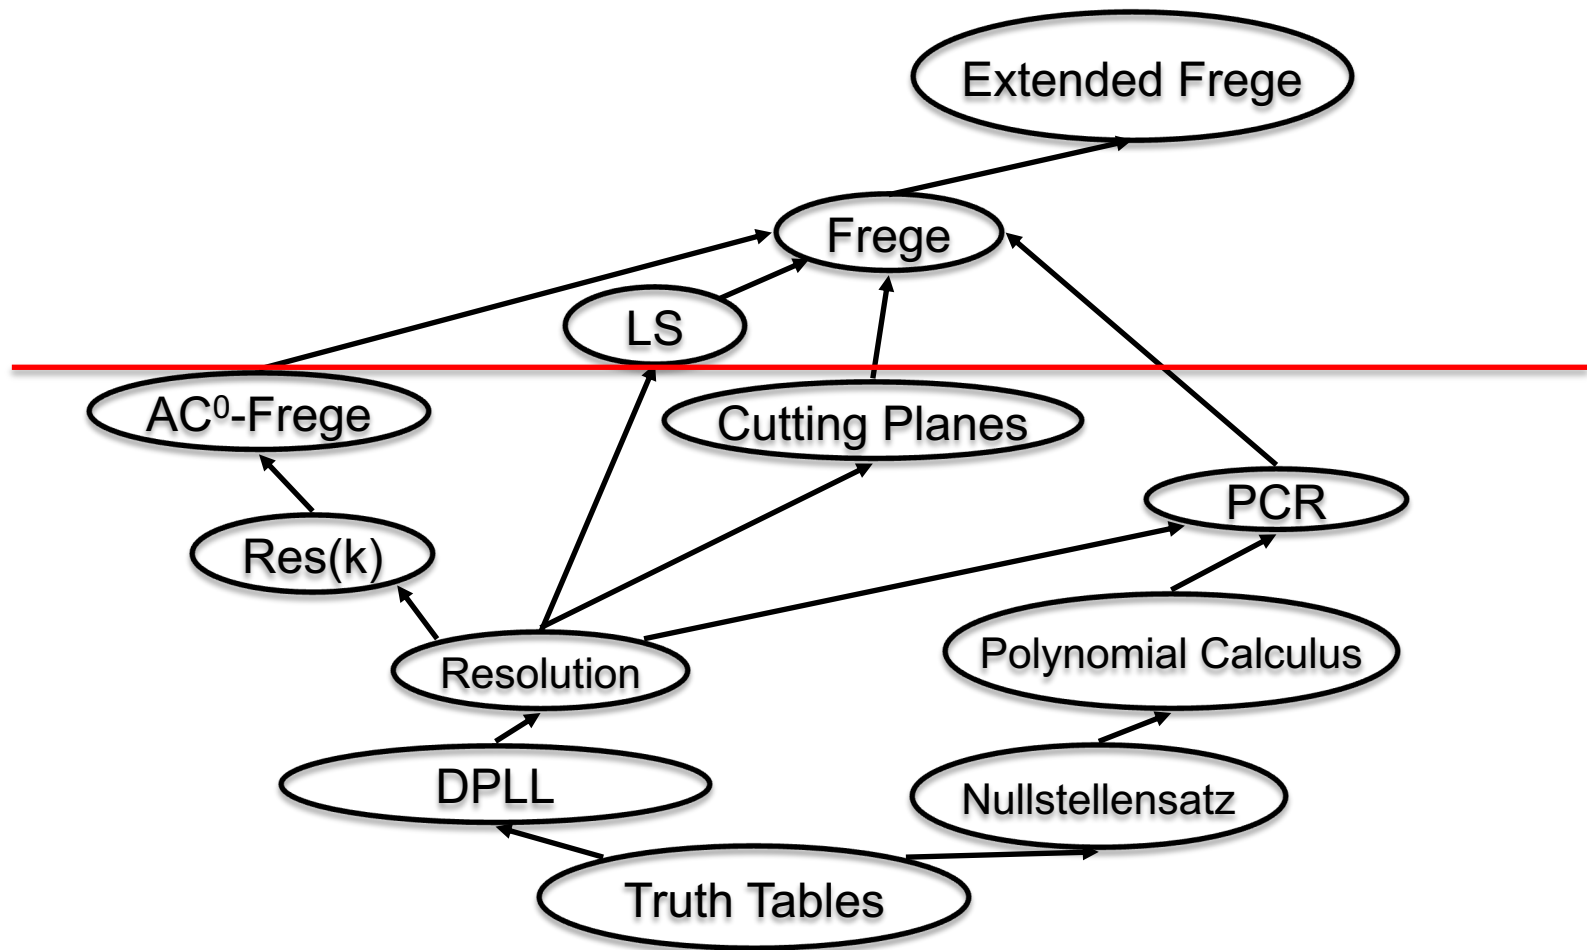 Extended Frege
Frege
LS
AC⁰-Frege
Cutting Planes
PCR
Res(k)
Polynomial Calculus
Resolution
DPLL
Nullstellensatz
Truth Tables